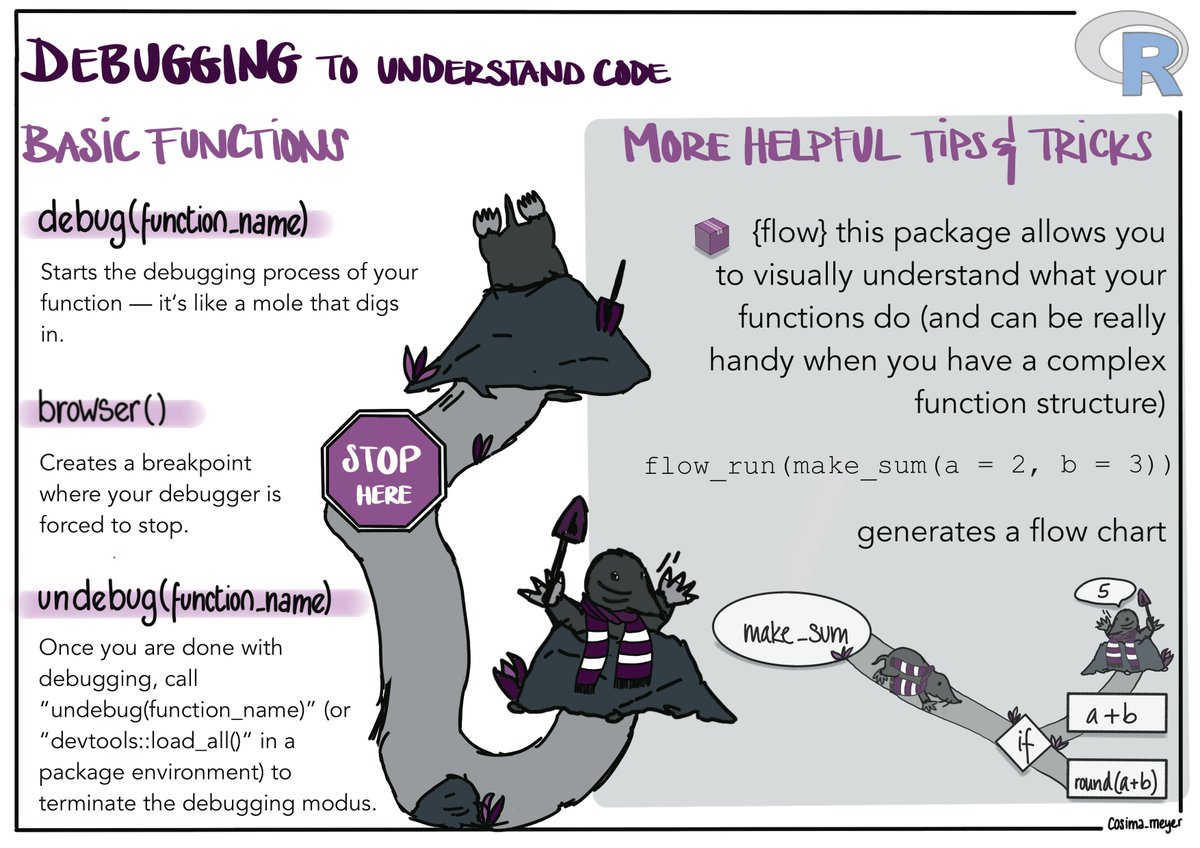 DEBUGGING TO UNDERSTAND CODE
R
BASIC FUNCTIONS
debug(function_name)
Starts the debugging process of your
function — it’s like a mole that digs
in.
browser()
Creates a breakpoint
where your debugger is
forced to stop.
undebug(function_name)
Once you are done with
debugging, call
“undebug(function_name)” (or
“devtools::load_all()” in a
package environment) to
terminate the debugging modus.
STOP
HERE
MORE HELPFUL TIPS & TRICKS
{flow} this package allows you
to visually understand what your
functions do (and can be really
handy when you have a complex
function structure)
flow_run(make_sum(a = 2, b = 3))
generates a flow chart
make_sum
5
if
a+b
round(a+b)
Cosima_meyer